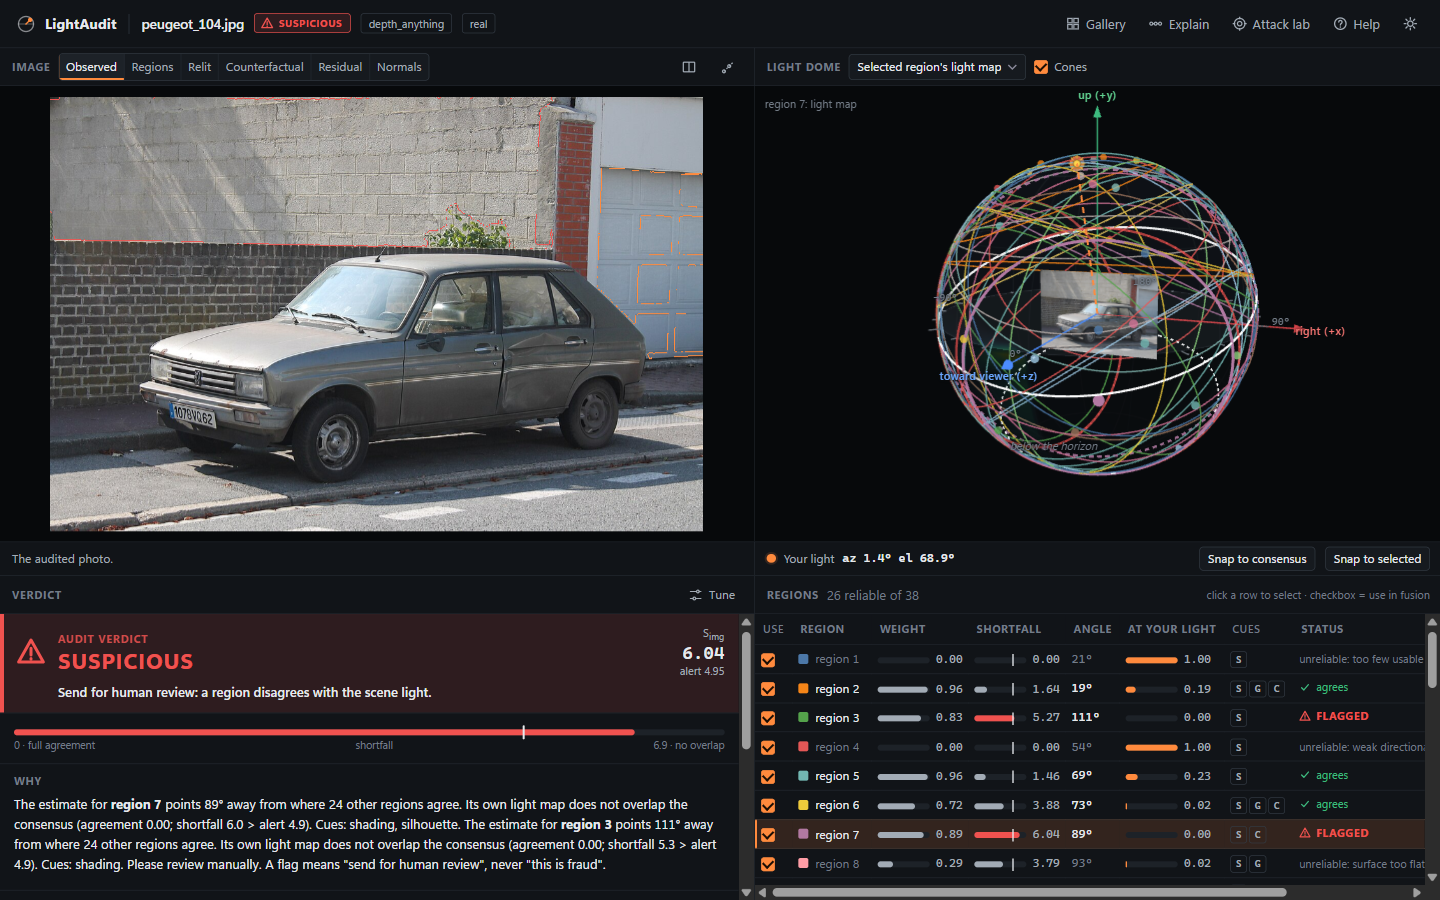 LightAudit
peugeot_104.jpg
SUSPICIOUS
depth_anything
real
Gallery
Explain
Attack lab
Help
IMAGE
Observed
Regions
Relit
Counterfactual
Residual
Normals
LIGHT DOME
Selected region's light map
Cones
region 7: light map
up (+y)
90°
right (+x)
0°
toward viewer (+z)
below the horizon
1078VQ62
The audited photo.
Your light az 1.4° el 68.9°
Snap to consensus
Snap to selected
VERDICT
Tune
AUDIT VERDICT
SUSPICIOUS
Send for human review: a region disagrees with the scene light.
Simg
6.04
alert 4.95
0 · full agreement
shortfall
6.9 · no overlap
WHY
The estimate for region 7 points 89° away from where 24 other regions agree. Its own light map does not overlap the
consensus (agreement 0.00; shortfall 6.0 > alert 4.9). Cues: shading, silhouette. The estimate for region 3 points 111° away
from where 24 other regions agree. Its own light map does not overlap the consensus (agreement 0.00; shortfall 5.3 > alert
4.9). Cues: shading. Please review manually. A flag means "send for human review", never "this is fraud".
REGIONS 26 reliable of 38
click a row to select · checkbox = use in fusion
USE REGION WEIGHT SHORTFALL ANGLE AT YOUR LIGHT CUES STATUS
region 1 0.00 0.00 21° 1.00 S unreliable: too few usable
region 2 0.96 1.64 19° 0.19 S G C agrees
region 3 0.83 5.27 111° 0.00 S FLAGGED
region 4 0.00 0.00 54° 1.00 S unreliable: weak direction
region 5 0.96 1.46 69° 0.23 S agrees
region 6 0.72 3.88 73° 0.02 S G C agrees
region 7 0.89 6.04 89° 0.00 S C FLAGGED
region 8 0.29 3.79 93° 0.02 S G unreliable: surface too flat